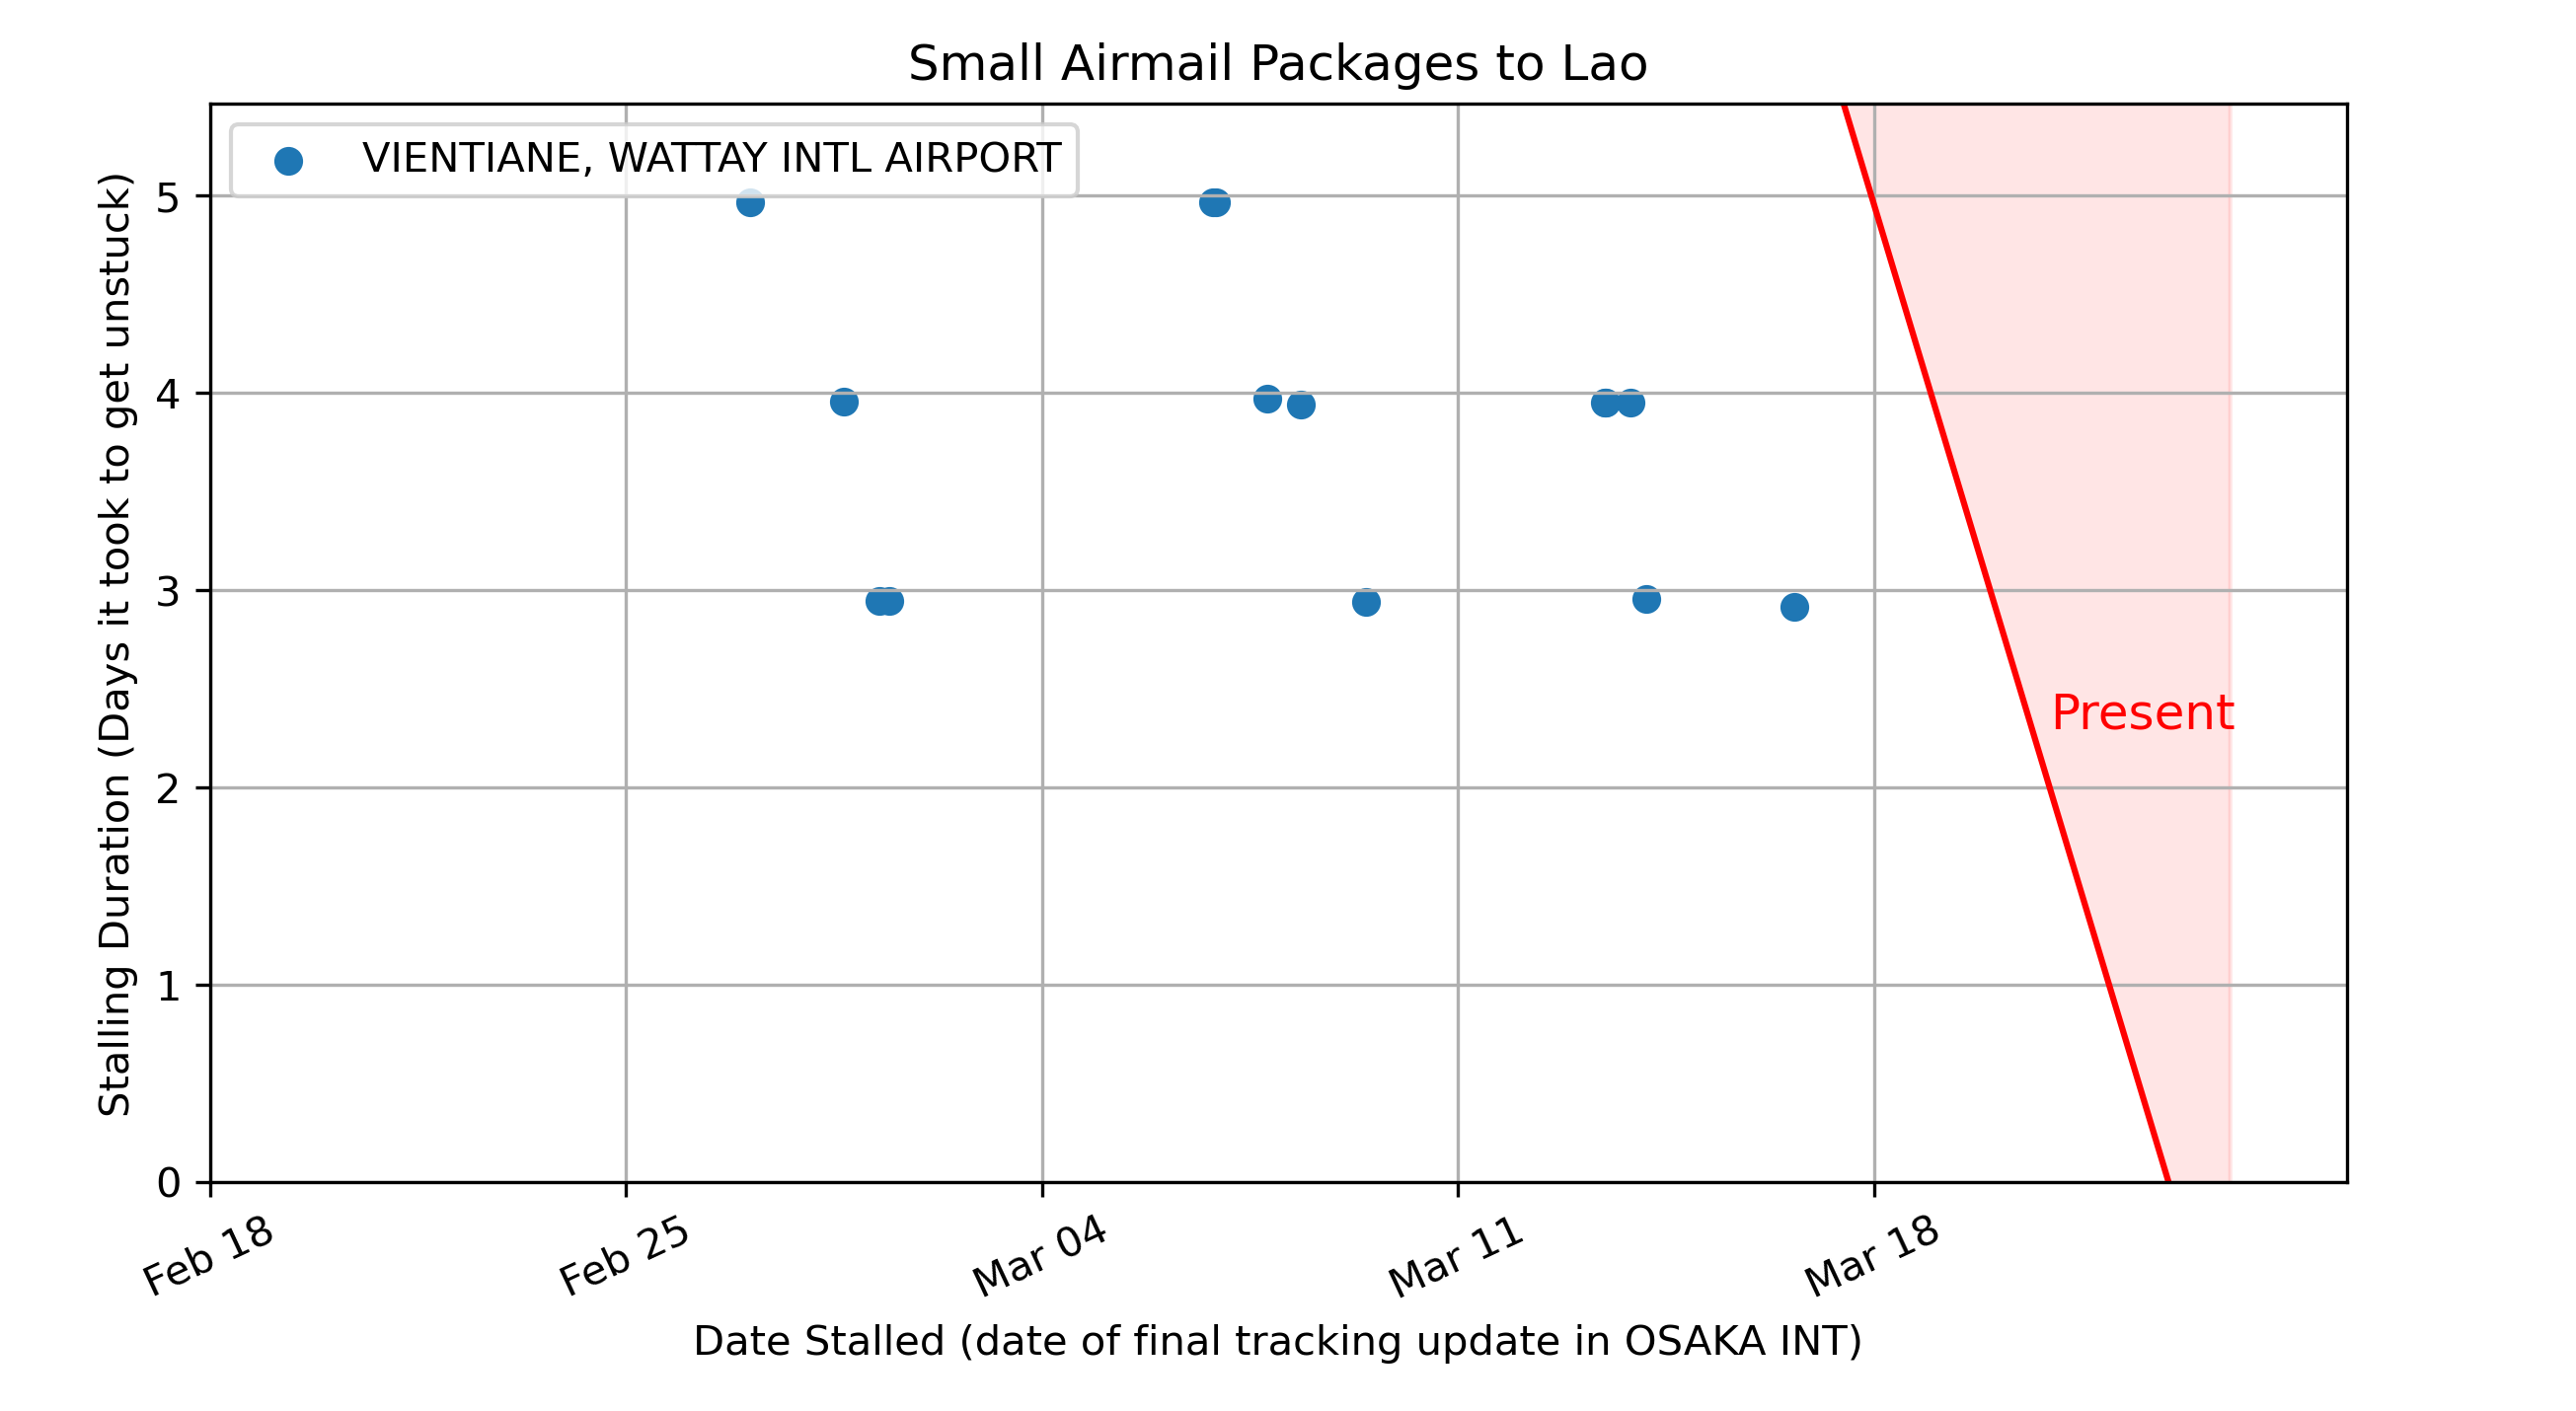 Small Airmail Packages to Lao
VIENTIANE, WATTAY INTL AIRPORT
Stalling Duration (Days it took to get unstuck)
5
4
3
2
1
0
Present
Feb 18
Feb 25
Mar 04
Mar 11
Mar 18
Date Stalled (date of final tracking update in OSAKA INT)